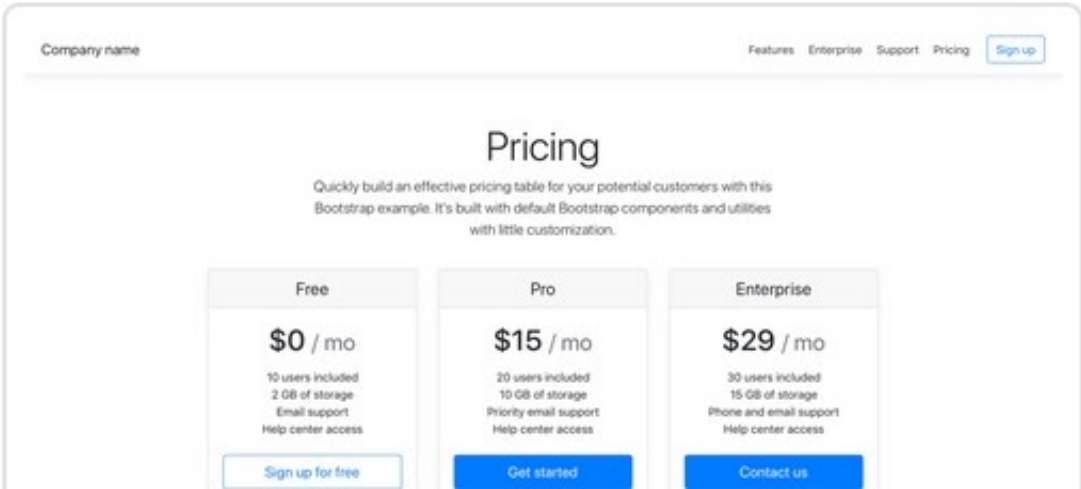 Company name
Features Enterprise Support Pricing Sign up
Pricing
Quickly build an effective pricing table for your potential customers with this
Bootstrap example. It's built with default Bootstrap components and utilities
with little customization.
Free
$0 / mo
10 users included
2 GB of storage
Email support
Help center access
Sign up for free
Pro
$15 / mo
20 users included
10 GB of storage
Priority email support
Help center access
Get started
Enterprise
$29 / mo
30 users included
15 GB of storage
Phone and email support
Help center access
Contact us